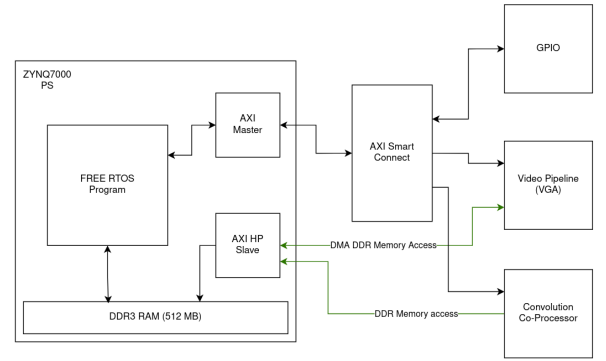 ZYNQ7000
PS
FREE RTOS
Program
AXI
Master
AXI HP
Slave
DDR3 RAM (512 MB)
AXI Smart
Connect
GPIO
Video Pipeline
(VGA)
DMA DDR Memory Access
DDR Memory access
Convolution
Co-Processor